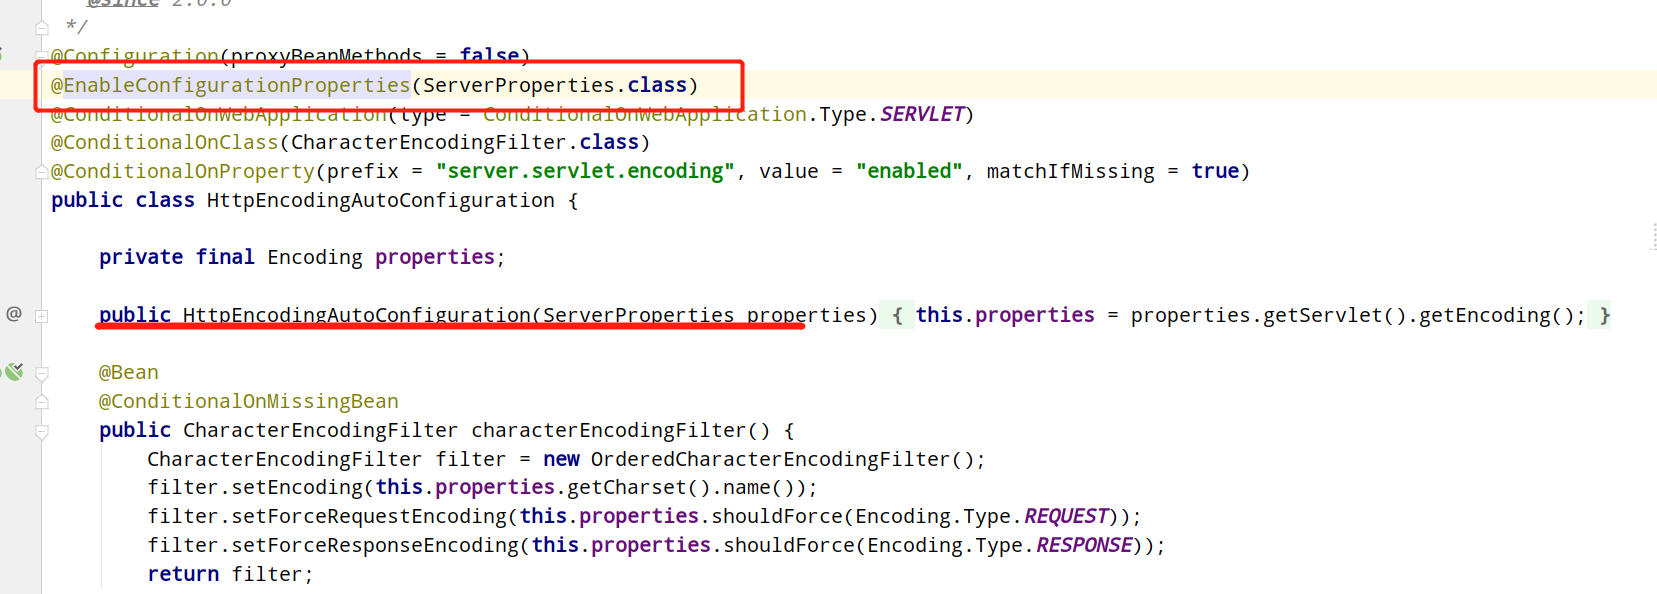 @since 2.0.0
*/
@Configuration(proxyBeanMethods = false)
@EnableConfigurationProperties(ServerProperties.class)
@ConditionalOnWebApplication(type = ConditionalOnWebApplication.Type.SERVLET)
@ConditionalOnClass(CharacterEncodingFilter.class)
@ConditionalOnProperty(prefix = "server.servlet.encoding", value = "enabled", matchIfMissing = true)
public class HttpEncodingAutoConfiguration {
private final Encoding properties;
@ public HttpEncodingAutoConfiguration(ServerProperties properties) { this.properties = properties.getServlet().getEncoding(); }
@Bean
@ConditionalOnMissingBean
public CharacterEncodingFilter characterEncodingFilter() {
CharacterEncodingFilter filter = new OrderedCharacterEncodingFilter();
filter.setEncoding(this.properties.getCharset().name());
filter.setForceRequestEncoding(this.properties.shouldForce(Encoding.Type.REQUEST));
filter.setForceResponseEncoding(this.properties.shouldForce(Encoding.Type.RESPONSE));
return filter;